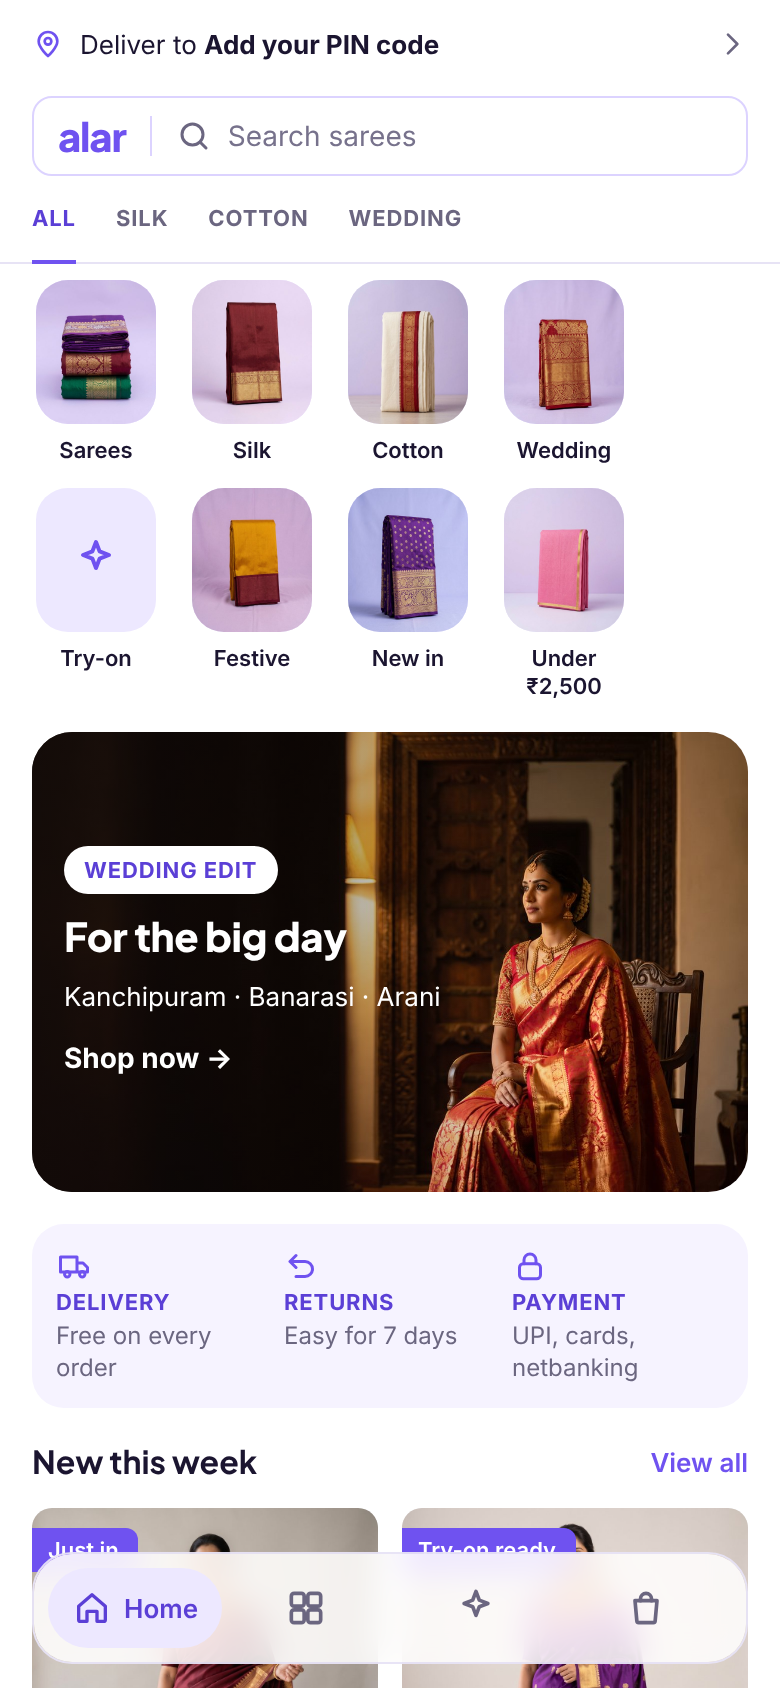 Deliver to Add your PIN code
alar
Search sarees
ALL SILK COTTON WEDDING
Sarees Silk Cotton Wedding
Try-on Festive New in Under
₹2,500
WEDDING EDIT
For the big day
Kanchipuram · Banarasi · Arani
Shop now →
DELIVERY
Free on every
order
RETURNS
Easy for 7 days
PAYMENT
UPI, cards,
netbanking
New this week
View all
Just in
Try-on ready
Home